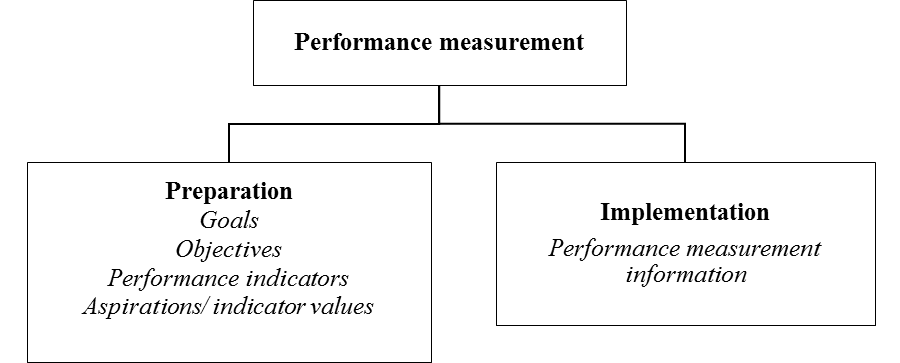 Performance measurement
Preparation
Goals
Objectives
Performance indicators
Aspirations/ indicator values
Implementation
Performance measurement
information